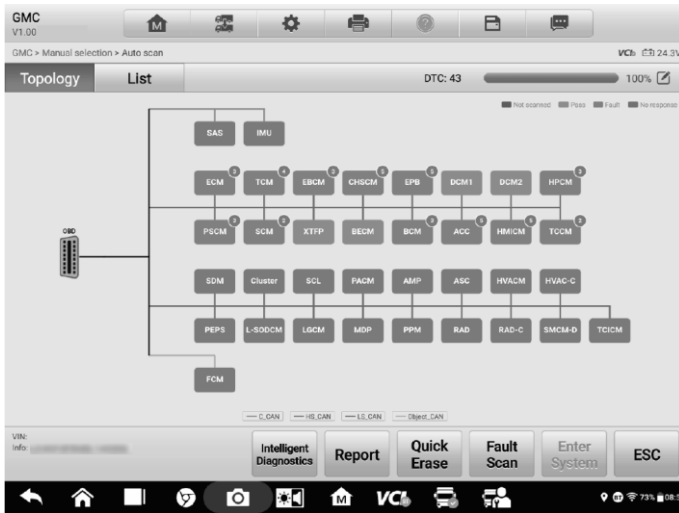 GMC
V1.00
GMC > Manual selection > Auto scan
VCI 24.3V
Topology List DTC: 43 100%
Not scanned Pass Fault No response
SAS IMU
ECM TCM EBCM CHSCM EPB DCM1 DCM2 HPCM
OBD
PSCM SCM XTFP BECM BCM ACC HMICM TCCM
SDM Cluster SCL PACM AMP ASC HVACM HVAC-C
PEPS L-SODCM LGCM MDP PPM RAD RAD-C SMCM-D TCICM
FCM
C_CAN HS_CAN LS_CAN Object_CAN
VIN:
Info:
Intelligent Diagnostics Report Quick Erase Fault Scan Enter System ESC
VCI 73% 08:5